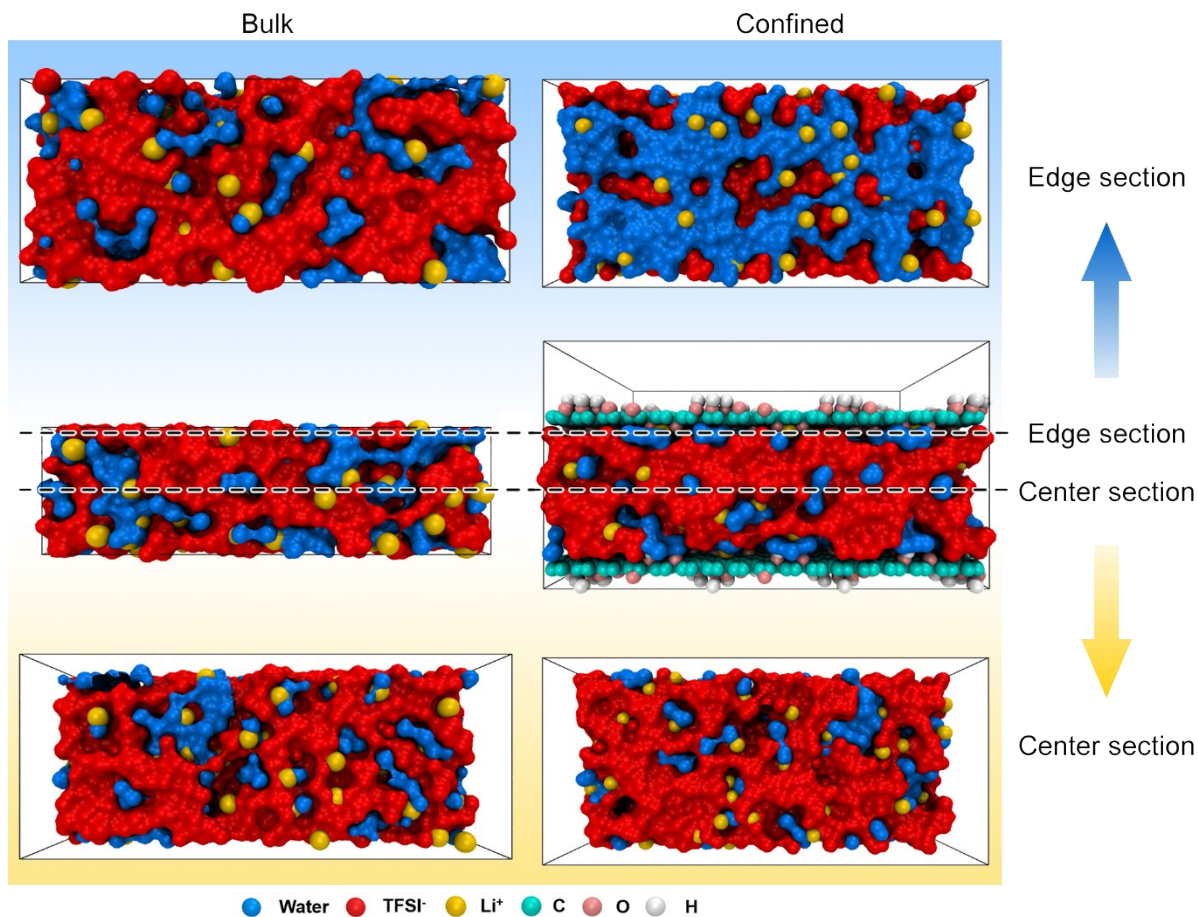 Bulk Confined
Edge section
Edge section
Center section
Center section
Water TFSI⁻ Li⁺ C O H